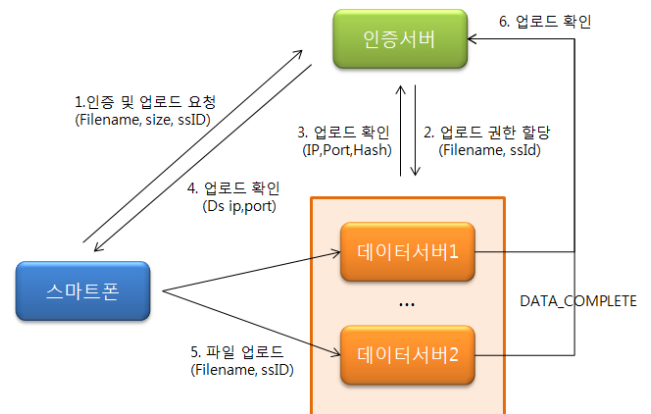 6. 업로드 확인
인증서버
1.인증 및 업로드 요청
(Filename, size, ssID)
3. 업로드 확인
(IP,Port,Hash)
2. 업로드 권한 할당
(Filename, ssId)
4. 업로드 확인
(Ds ip,port)
데이터서버1
스마트폰
...
DATA_COMPLETE
데이터서버2
5. 파일 업로드
(Filename, ssID)